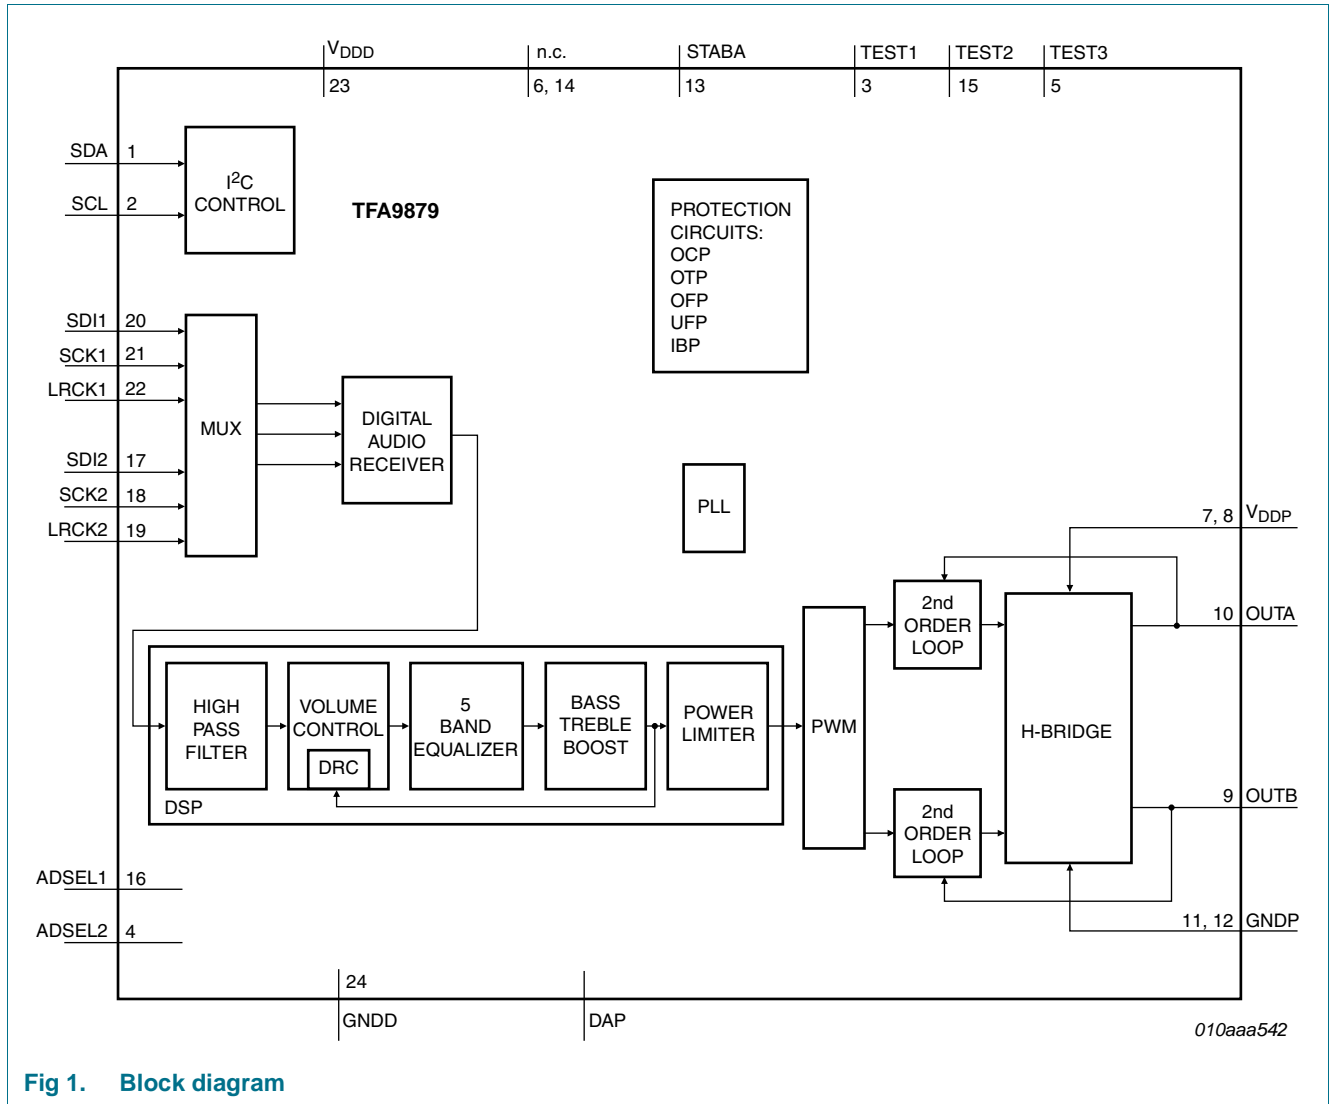 VDDD
n.c.
STABA
TEST1
TEST2
TEST3
23
6, 14
13
3
15
5
SDA
1
SCL
2
I2C
CONTROL
TFA9879
PROTECTION
CIRCUITS:
OCP
OTP
OFP
UFP
IBP
SDI1
20
SCK1
21
LRCK1
22
SDI2
17
SCK2
18
LRCK2
19
MUX
DIGITAL
AUDIO
RECEIVER
PLL
7, 8
VDDP
10
OUTA
9
OUTB
11, 12
GNDP
2nd
ORDER
LOOP
H-BRIDGE
HIGH
PASS
FILTER
VOLUME
CONTROL
DRC
5
BAND
EQUALIZER
BASS
TREBLE
BOOST
POWER
LIMITER
DSP
PWM
2nd
ORDER
LOOP
ADSEL1
16
ADSEL2
4
24
GNDD
DAP
010aaa542
Fig 1. Block diagram